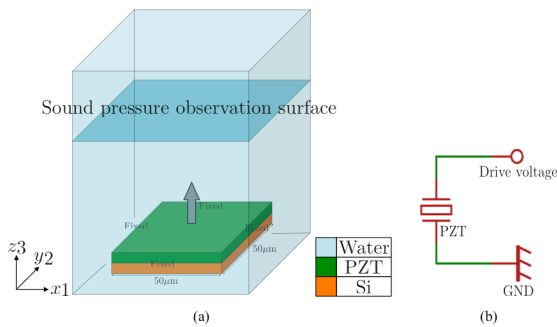 Sound pressure observation surface
Fixed
Fixed
Fixed
Fixed
50μm
50μm
z3
y2
x1
Water
PZT
Si
(a)
Drive voltage
PZT
GND
(b)